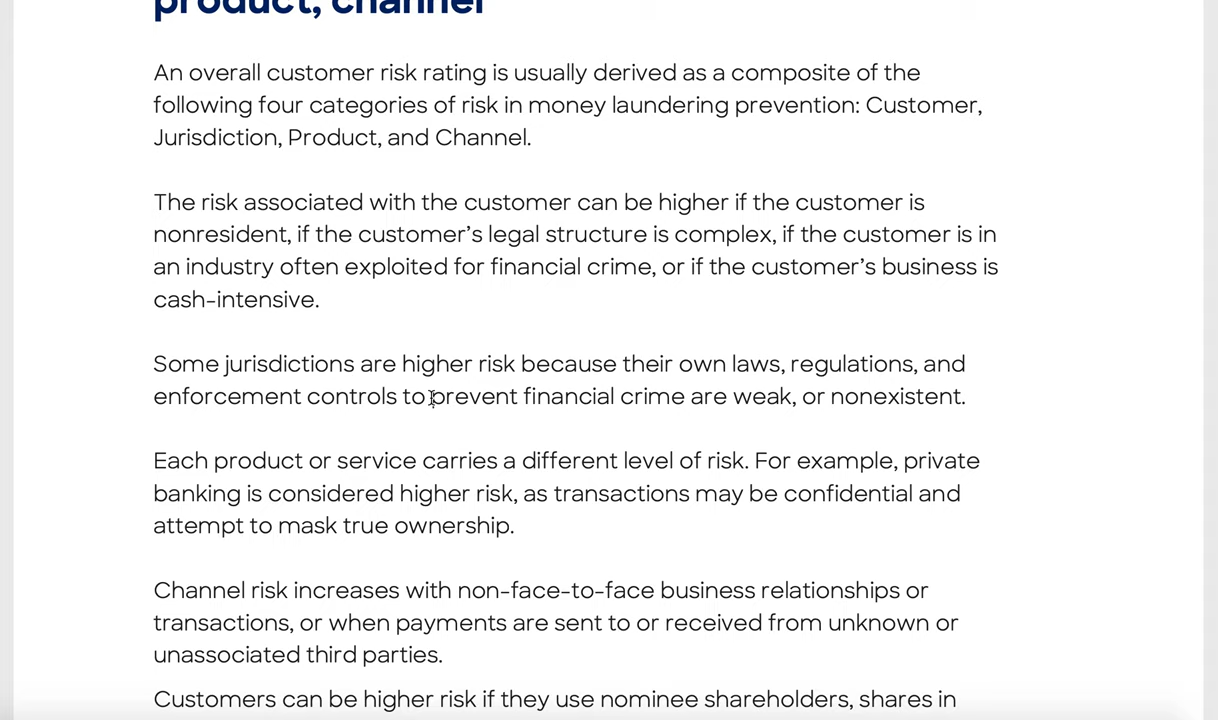 product, channel
An overall customer risk rating is usually derived as a composite of the
following four categories of risk in money laundering prevention: Customer,
Jurisdiction, Product, and Channel.
The risk associated with the customer can be higher if the customer is
nonresident, if the customer’s legal structure is complex, if the customer is in
an industry often exploited for financial crime, or if the customer’s business is
cash-intensive.
Some jurisdictions are higher risk because their own laws, regulations, and
enforcement controls to prevent financial crime are weak, or nonexistent.
Each product or service carries a different level of risk. For example, private
banking is considered higher risk, as transactions may be confidential and
attempt to mask true ownership.
Channel risk increases with non-face-to-face business relationships or
transactions, or when payments are sent to or received from unknown or
unassociated third parties.
Customers can be higher risk if they use nominee shareholders, shares in